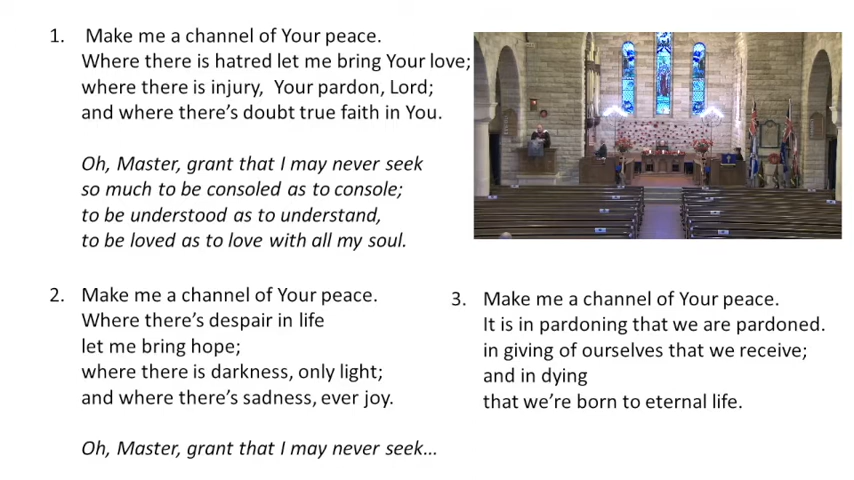 1. Make me a channel of Your peace.
Where there is hatred let me bring Your love;
where there is injury, Your pardon, Lord;
and where there's doubt true faith in You.
Oh, Master, grant that I may never seek
so much to be consoled as to console;
to be understood as to understand,
to be loved as to love with all my soul.
2. Make me a channel of Your peace.
Where there's despair in life
let me bring hope;
where there is darkness, only light;
and where there's sadness, ever joy.
Oh, Master, grant that I may never seek...
3. Make me a channel of Your peace.
It is in pardoning that we are pardoned.
in giving of ourselves that we receive;
and in dying
that we're born to eternal life.